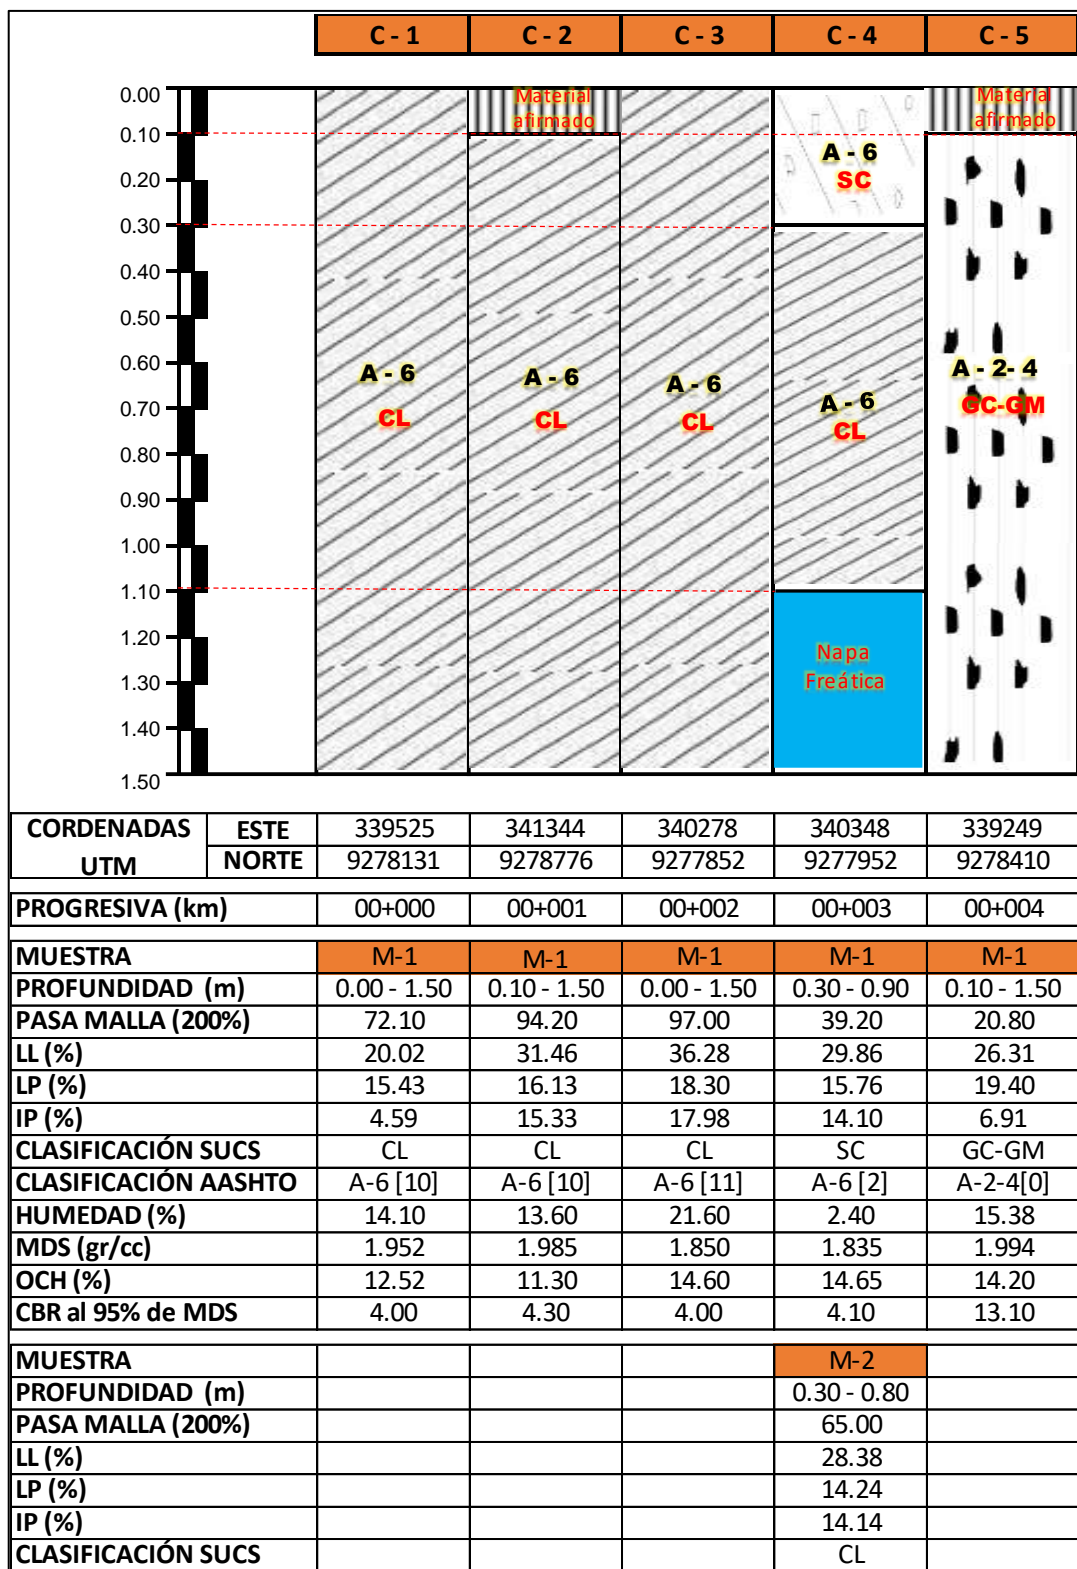 C - 1 C - 2 C - 3 C - 4 C - 5
0.00
0.10
0.20
0.30
0.40
0.50
0.60
0.70
0.80
0.90
1.00
1.10
1.20
1.30
1.40
1.50
A - 6
CL
Material
afirmado
A - 6
CL
A - 6
CL
A - 6
SC
A - 6
CL
Napa
Freática
Material
afirmado
A - 2- 4
GC-GM
CORDENADAS UTM ESTE 339525 341344 340278 340348 339249
NORTE 9278131 9278776 9277852 9277952 9278410
PROGRESIVA (km) 00+000 00+001 00+002 00+003 00+004
MUESTRA M-1 M-1 M-1 M-1 M-1
PROFUNDIDAD (m) 0.00 - 1.50 0.10 - 1.50 0.00 - 1.50 0.30 - 0.90 0.10 - 1.50
PASA MALLA (200%) 72.10 94.20 97.00 39.20 20.80
LL (%) 20.02 31.46 36.28 29.86 26.31
LP (%) 15.43 16.13 18.30 15.76 19.40
IP (%) 4.59 15.33 17.98 14.10 6.91
CLASIFICACIÓN SUCS CL CL CL SC GC-GM
CLASIFICACIÓN AASHTO A-6 [10] A-6 [10] A-6 [11] A-6 [2] A-2-4[0]
HUMEDAD (%) 14.10 13.60 21.60 2.40 15.38
MDS (gr/cc) 1.952 1.985 1.850 1.835 1.994
OCH (%) 12.52 11.30 14.60 14.65 14.20
CBR al 95% de MDS 4.00 4.30 4.00 4.10 13.10
MUESTRA M-2
PROFUNDIDAD (m) 0.30 - 0.80
PASA MALLA (200%) 65.00
LL (%) 28.38
LP (%) 14.24
IP (%) 14.14
CLASIFICACIÓN SUCS CL